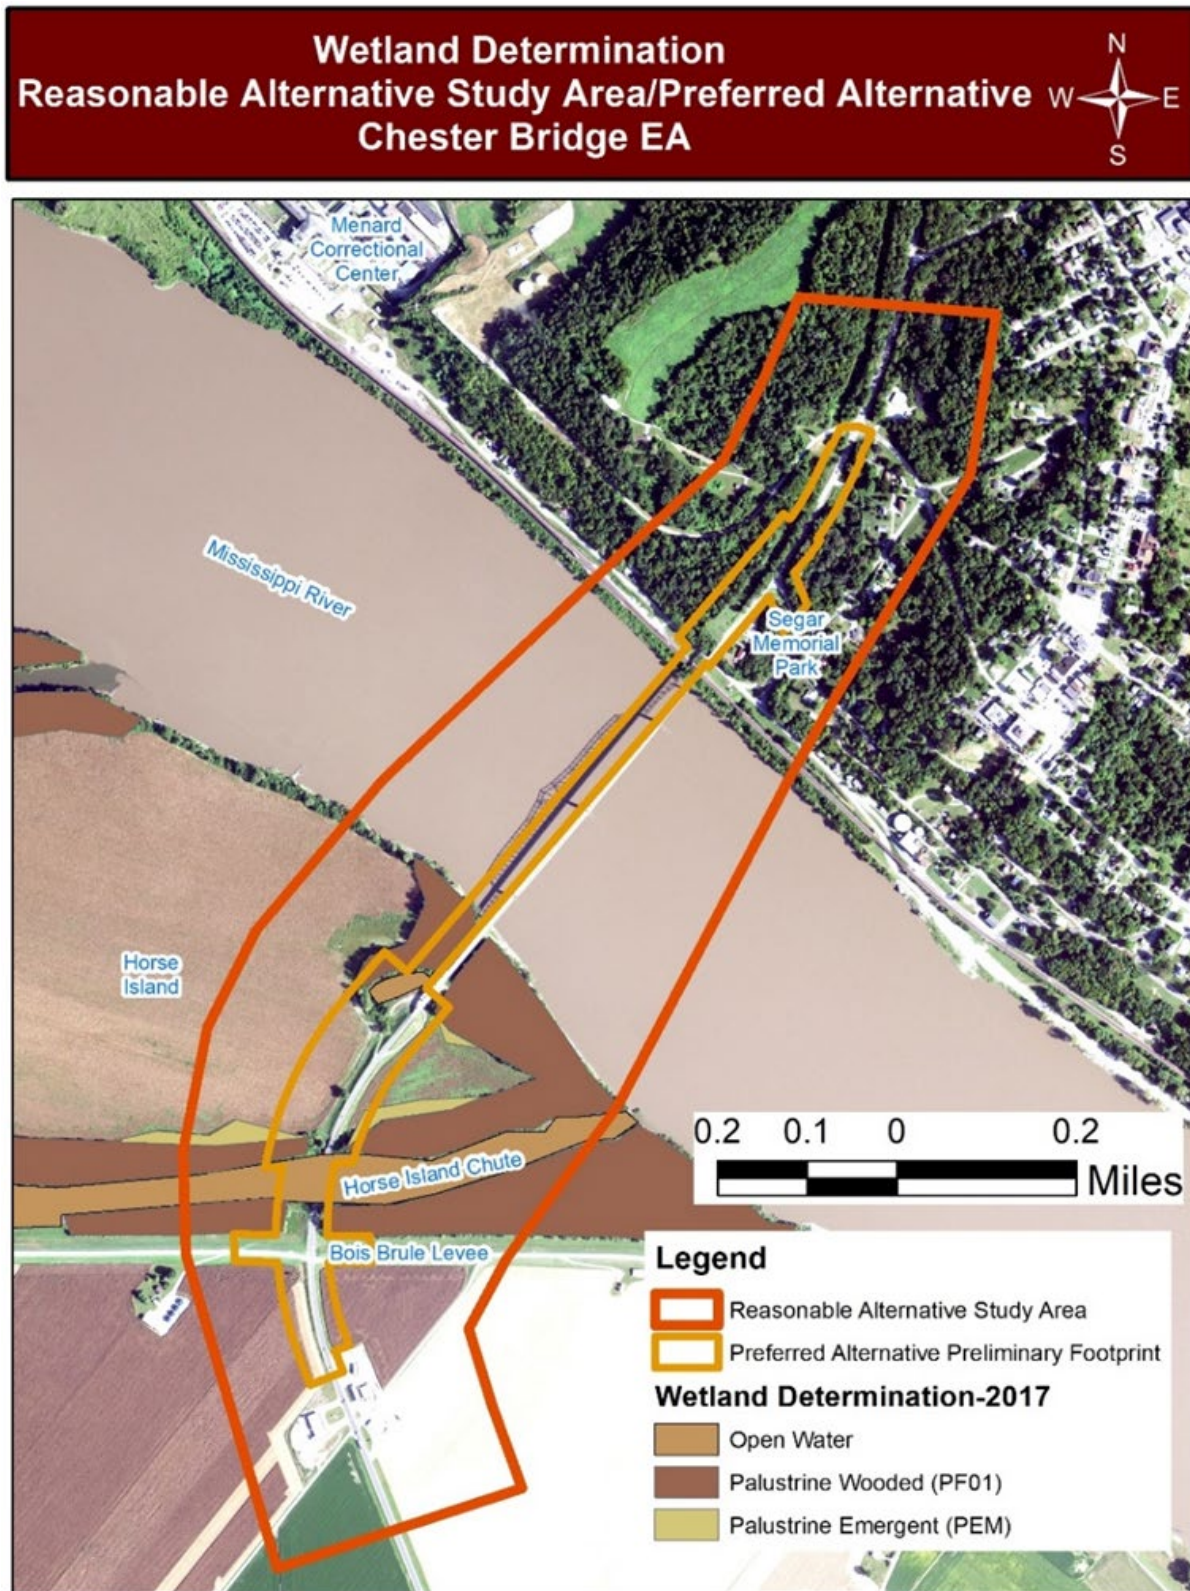 Wetland Determination
Reasonable Alternative Study Area/Preferred Alternative
Chester Bridge EA
N
W
E
S
Menard
Correctional
Center
Mississippi River
Segar
Memorial
Park
Horse
Island
Horse Island Chute
Bois Brule Levee
0.2 0.1 0 0.2
Miles
Legend
Reasonable Alternative Study Area
Preferred Alternative Preliminary Footprint
Wetland Determination-2017
Open Water
Palustrine Wooded (PF01)
Palustrine Emergent (PEM)